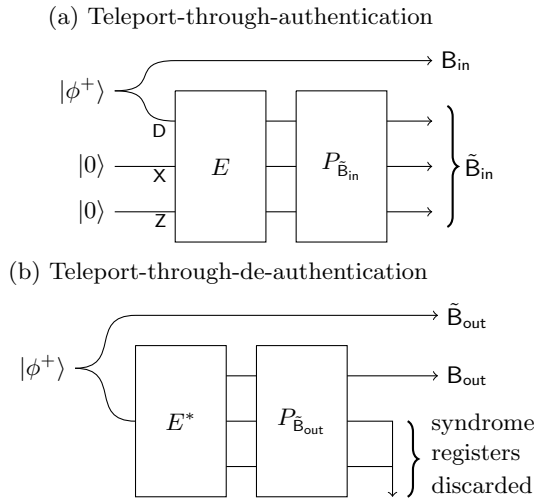 (a) Teleport-through-authentication
B_in
|ϕ⁺⟩
D
|0⟩
X
E
P_B̃_in
B̃_in
|0⟩
Z
(b) Teleport-through-de-authentication
B̃_out
|ϕ⁺⟩
B_out
E*
P_B̃_out
syndrome
registers
discarded